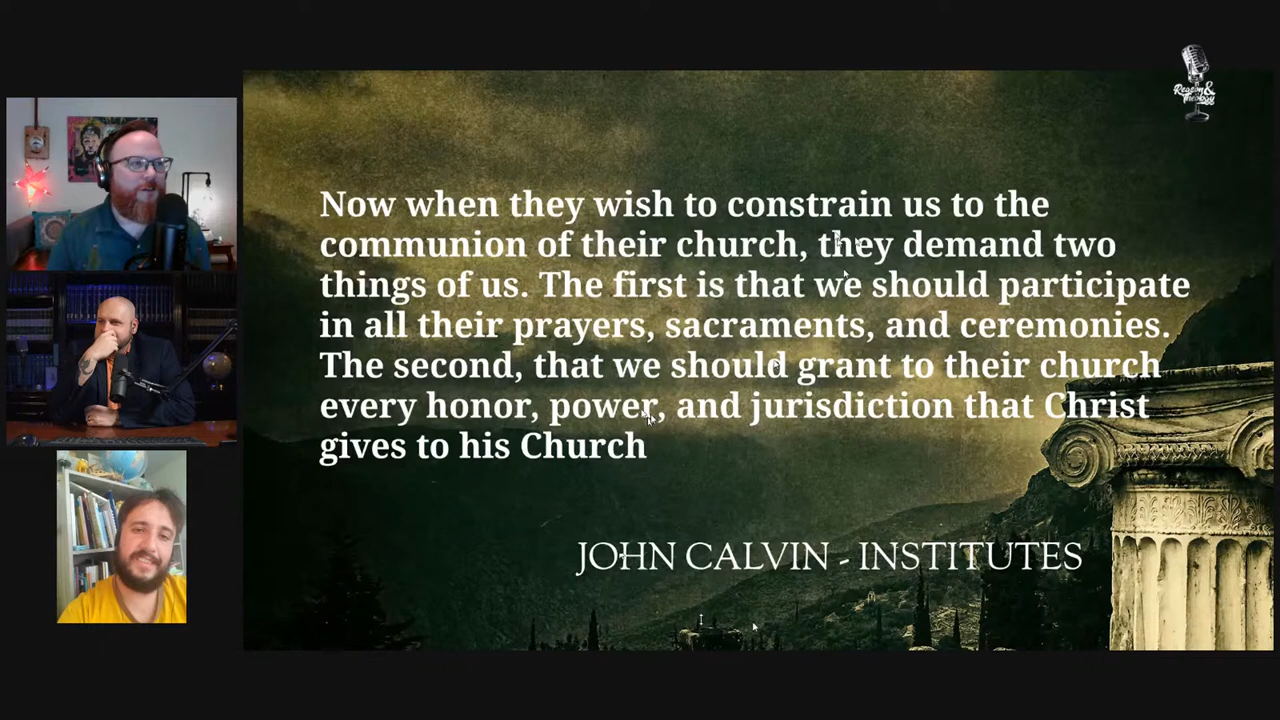 Reason &
Theology
Now when they wish to constrain us to the
communion of their church, they demand two
things of us. The first is that we should participate
in all their prayers, sacraments, and ceremonies.
The second, that we should grant to their church
every honor, power, and jurisdiction that Christ
gives to his Church
JOHN CALVIN - INSTITUTES